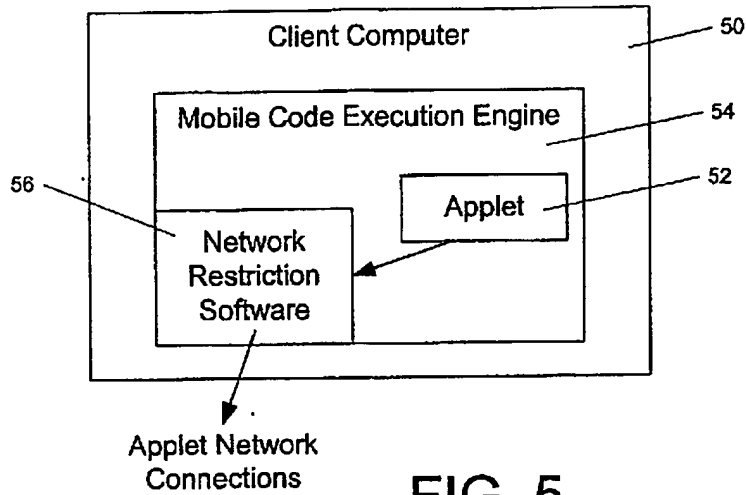 Client Computer
50
Mobile Code Execution Engine
54
56
52
Applet
Network
Restriction
Software
Applet Network
Connections
FIG. 5